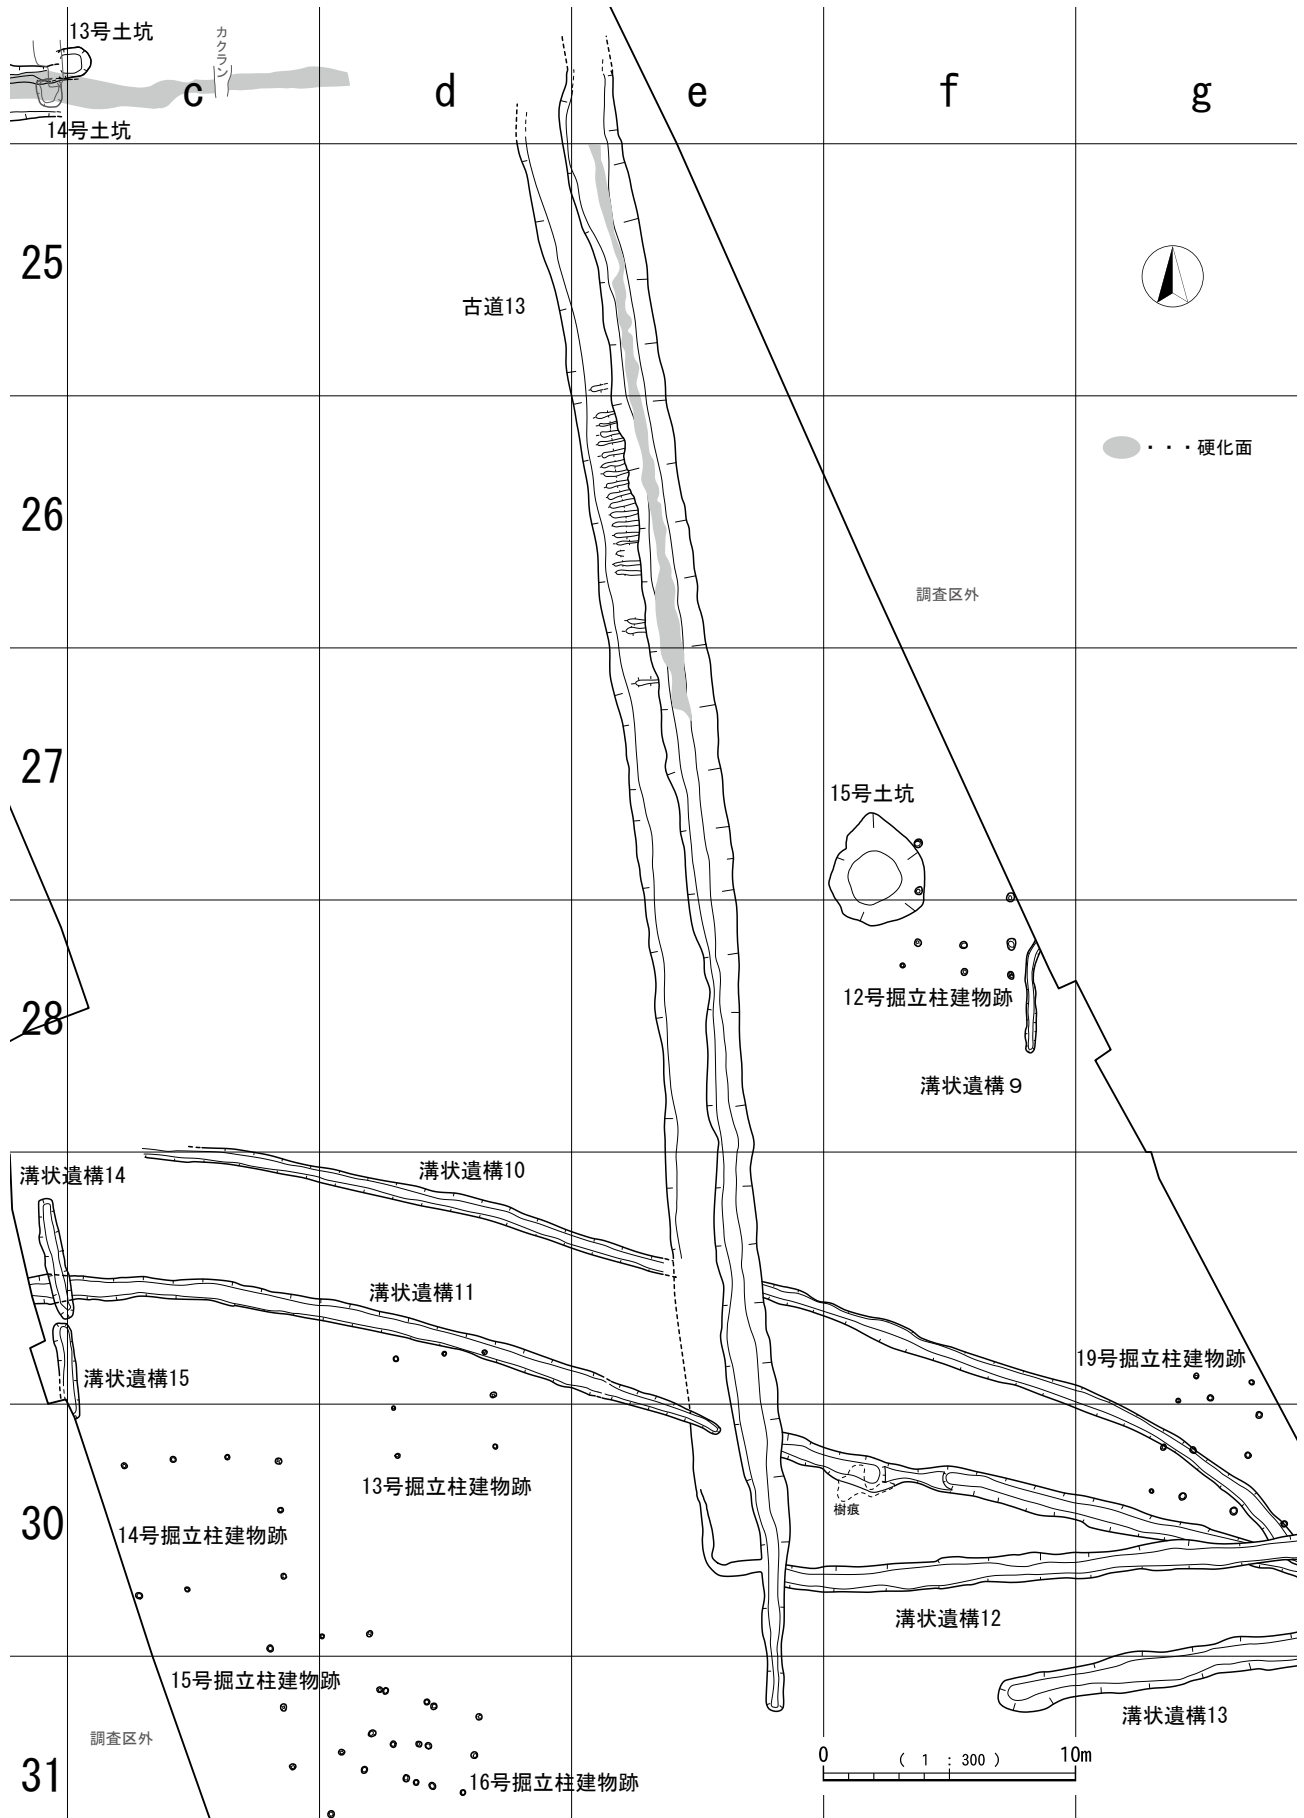 13号土坑
カクラン
c
d
e
f
g
14号土坑
25
古道13
・・・硬化面
26
調査区外
27
15号土坑
12号掘立柱建物跡
28
溝状遺構９
溝状遺構14
溝状遺構10
溝状遺構11
19号掘立柱建物跡
溝状遺構15
13号掘立柱建物跡
樹痕
30
14号掘立柱建物跡
溝状遺構12
15号掘立柱建物跡
溝状遺構13
調査区外
0 ( 1 : 300 ) 10m
31
16号掘立柱建物跡